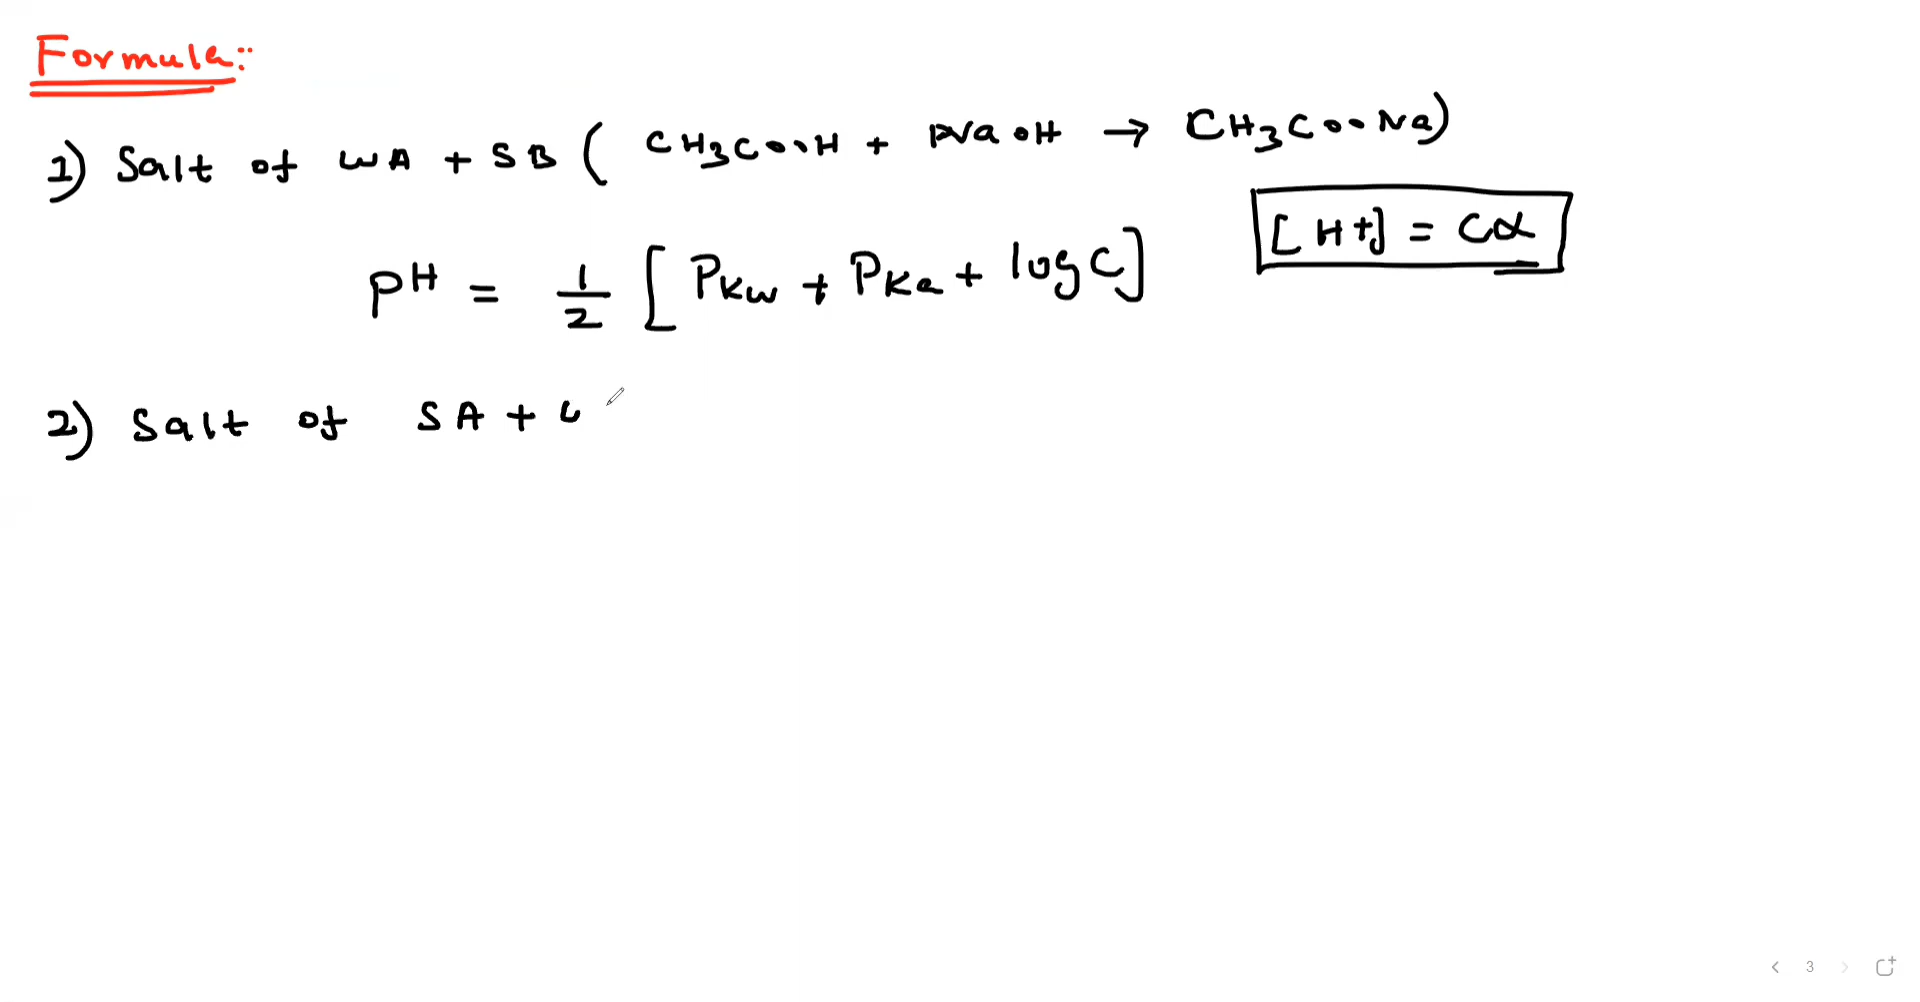 Formula:
1) Salt of WA + SB ( CH3COOH + NaOH → CH3COONa)
[H+] = Cα
PH = 1/2 [ PKw + PKa + log C]
2) Salt of SA +
3